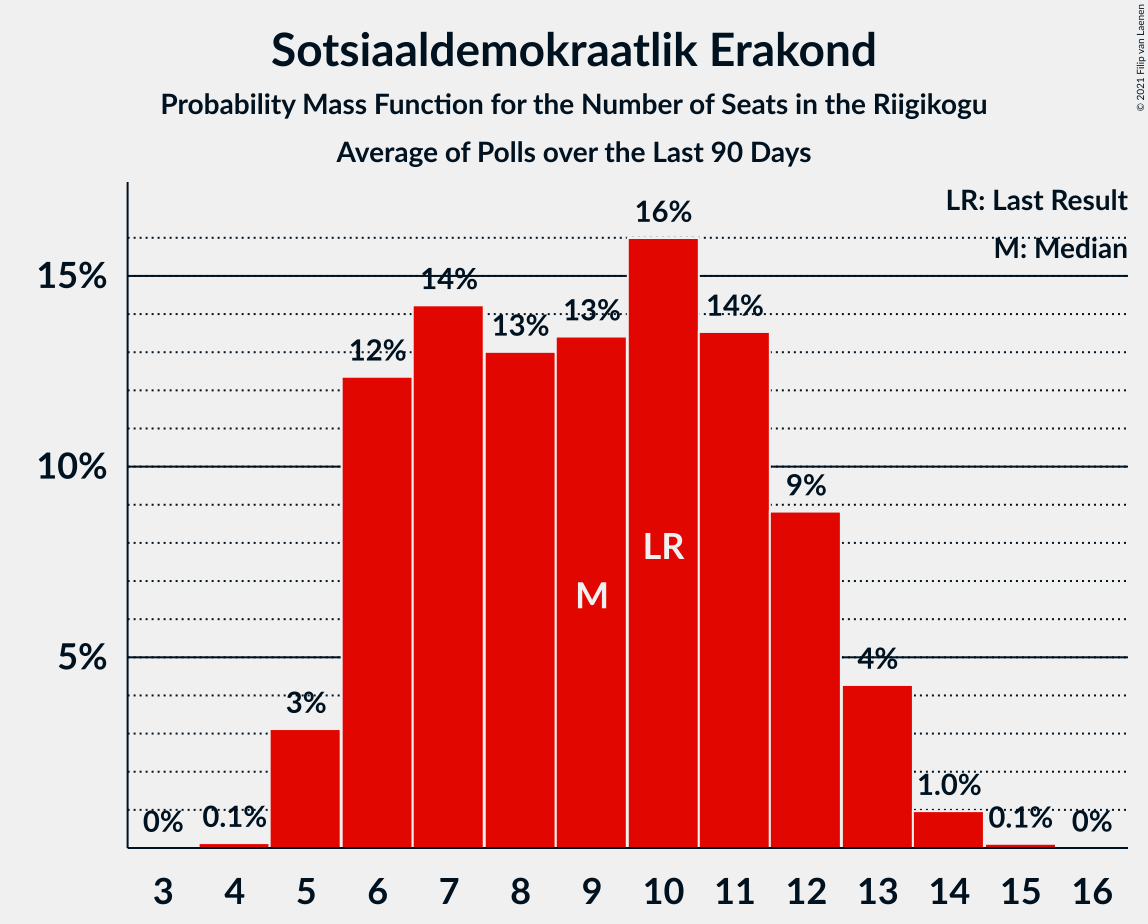 Sotsiaaldemokraatlik Erakond
Probability Mass Function for the Number of Seats in the Riigikogu
Average of Polls over the Last 90 Days
© 2021 Filip van Laenen
LR: Last Result
M: Median
15%
10%
5%
0%
0.1%
3%
12%
14%
13%
13%
16%
14%
9%
4%
1.0%
0.1%
0%
M
LR
3 4 5 6 7 8 9 10 11 12 13 14 15 16